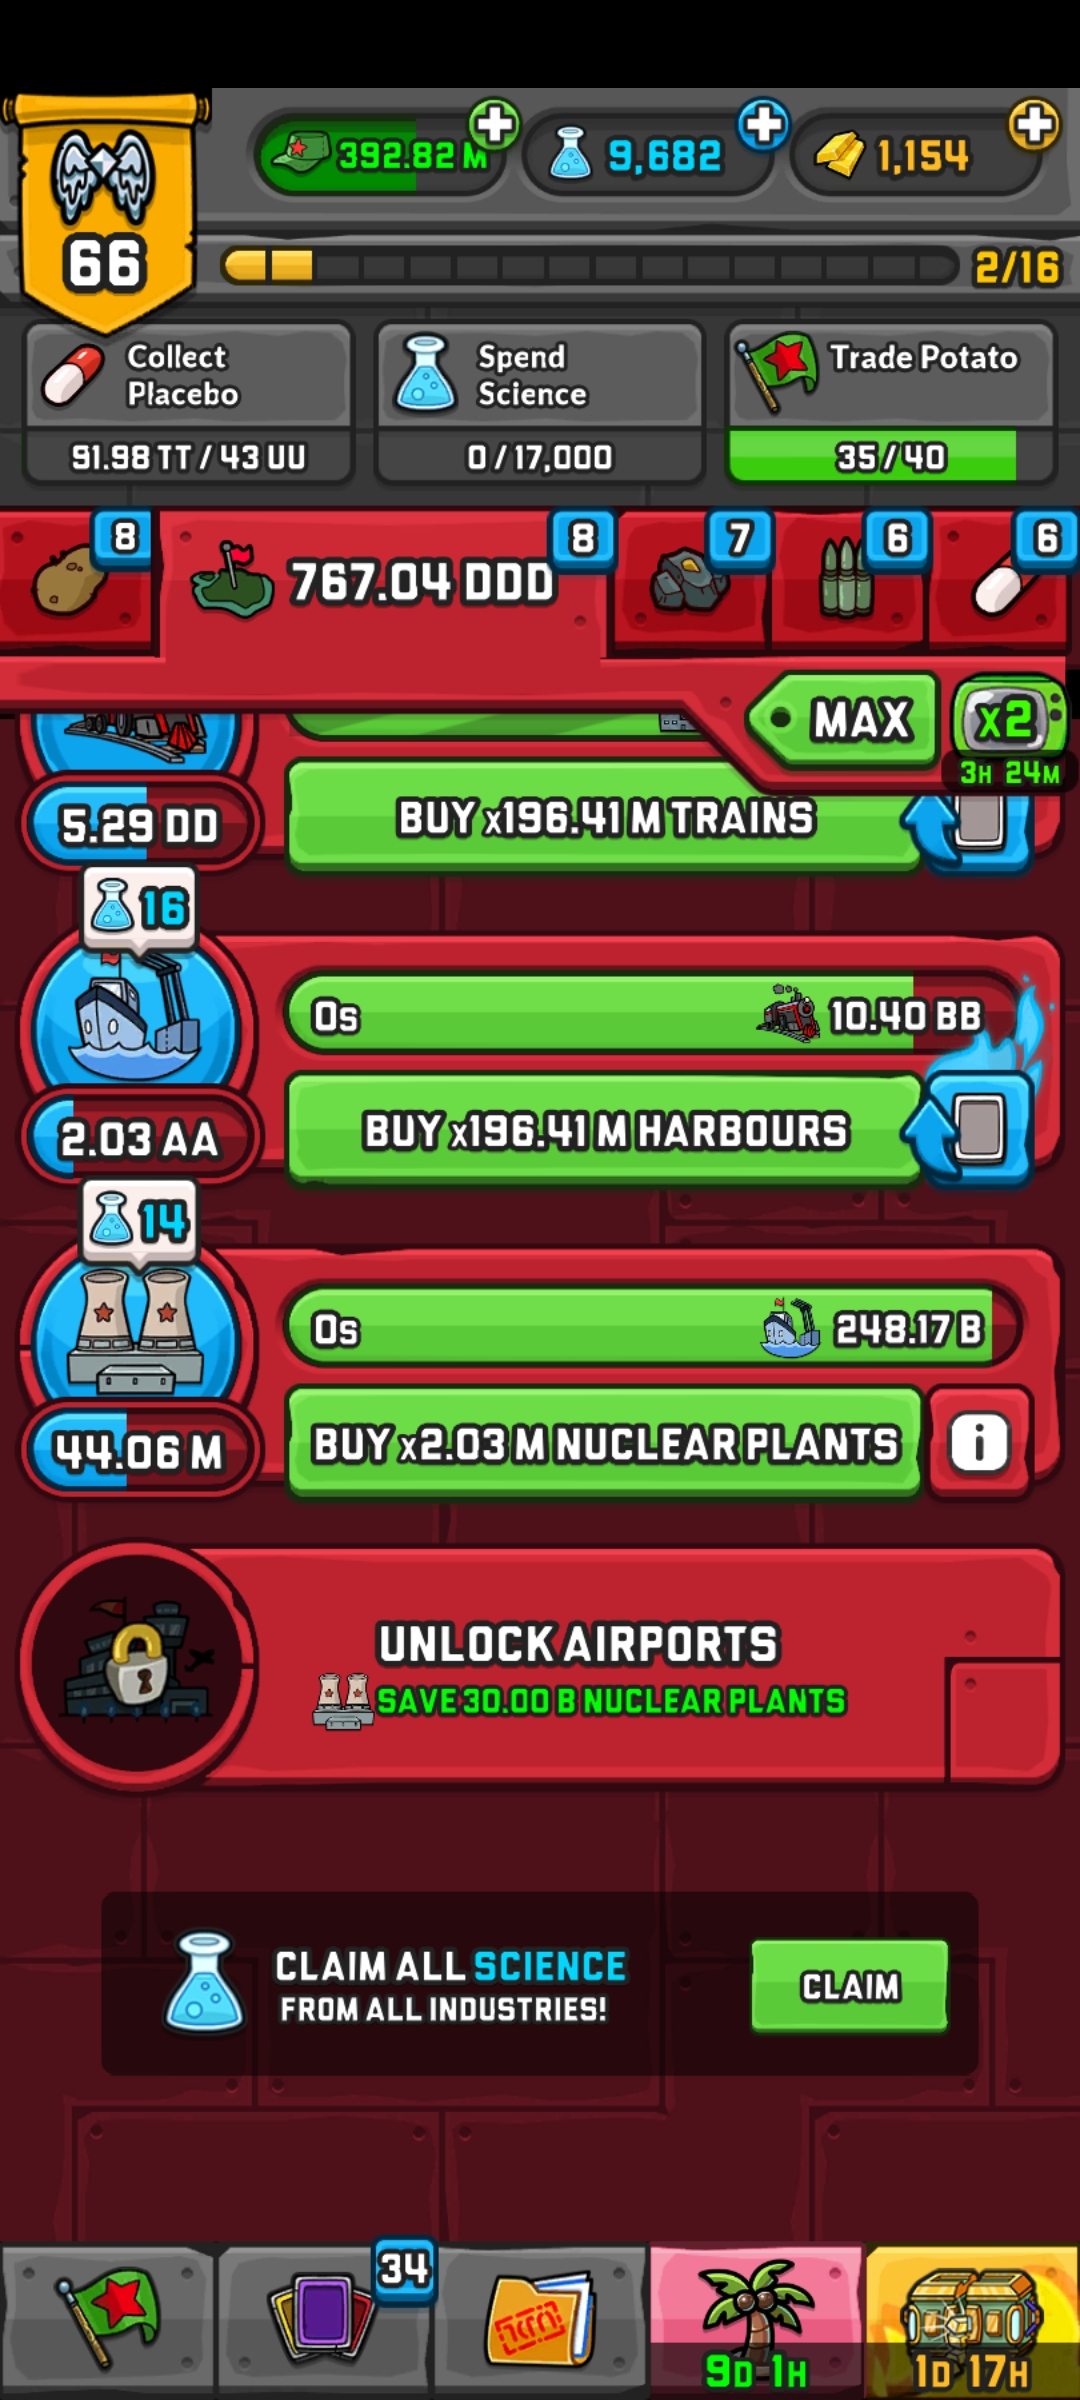 392.82 M
9,682
1,154
66
2/16
Collect
Placebo
Spend
Science
Trade Potato
91.98 TT / 43 UU
0 / 17,000
35 / 40
8
767.04 DDD
8
7
6
6
MAX
x2
3H 24M
5.29 DD
BUY x196.41 M TRAINS
16
0s
10.40 BB
2.03 AA
BUY x196.41 M HARBOURS
14
0s
248.17 B
44.06 M
BUY x2.03 M NUCLEAR PLANTS
i
UNLOCK AIRPORTS
SAVE 30.00 B NUCLEAR PLANTS
CLAIM ALL SCIENCE
FROM ALL INDUSTRIES!
CLAIM
34
9D 1H
1D 17H